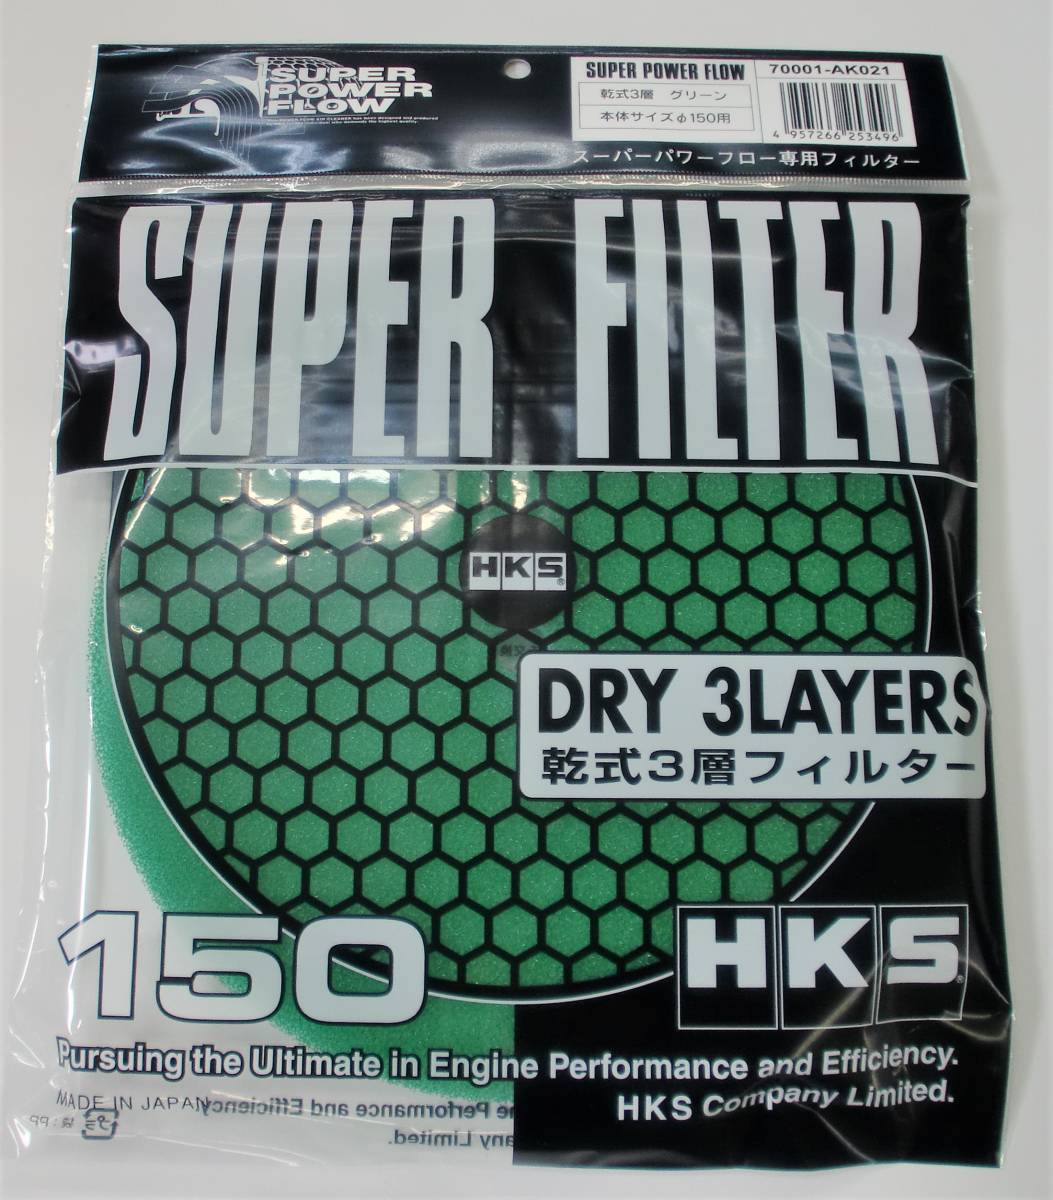 SUPER
POWER
FLOW
SUPER POWER FLOW
70001-AK021
乾式3層 グリーン
本体サイズφ150用
4 957266 253496
スーパーパワーフロー専用フィルター
SUPER FILTER
HKS®
DRY 3LAYERS
乾式3層フィルター
150
HKS®
Pursuing the Ultimate in Engine Performance and Efficiency.
HKS Company Limited.
MADE IN JAPAN
プラ
袋：PP